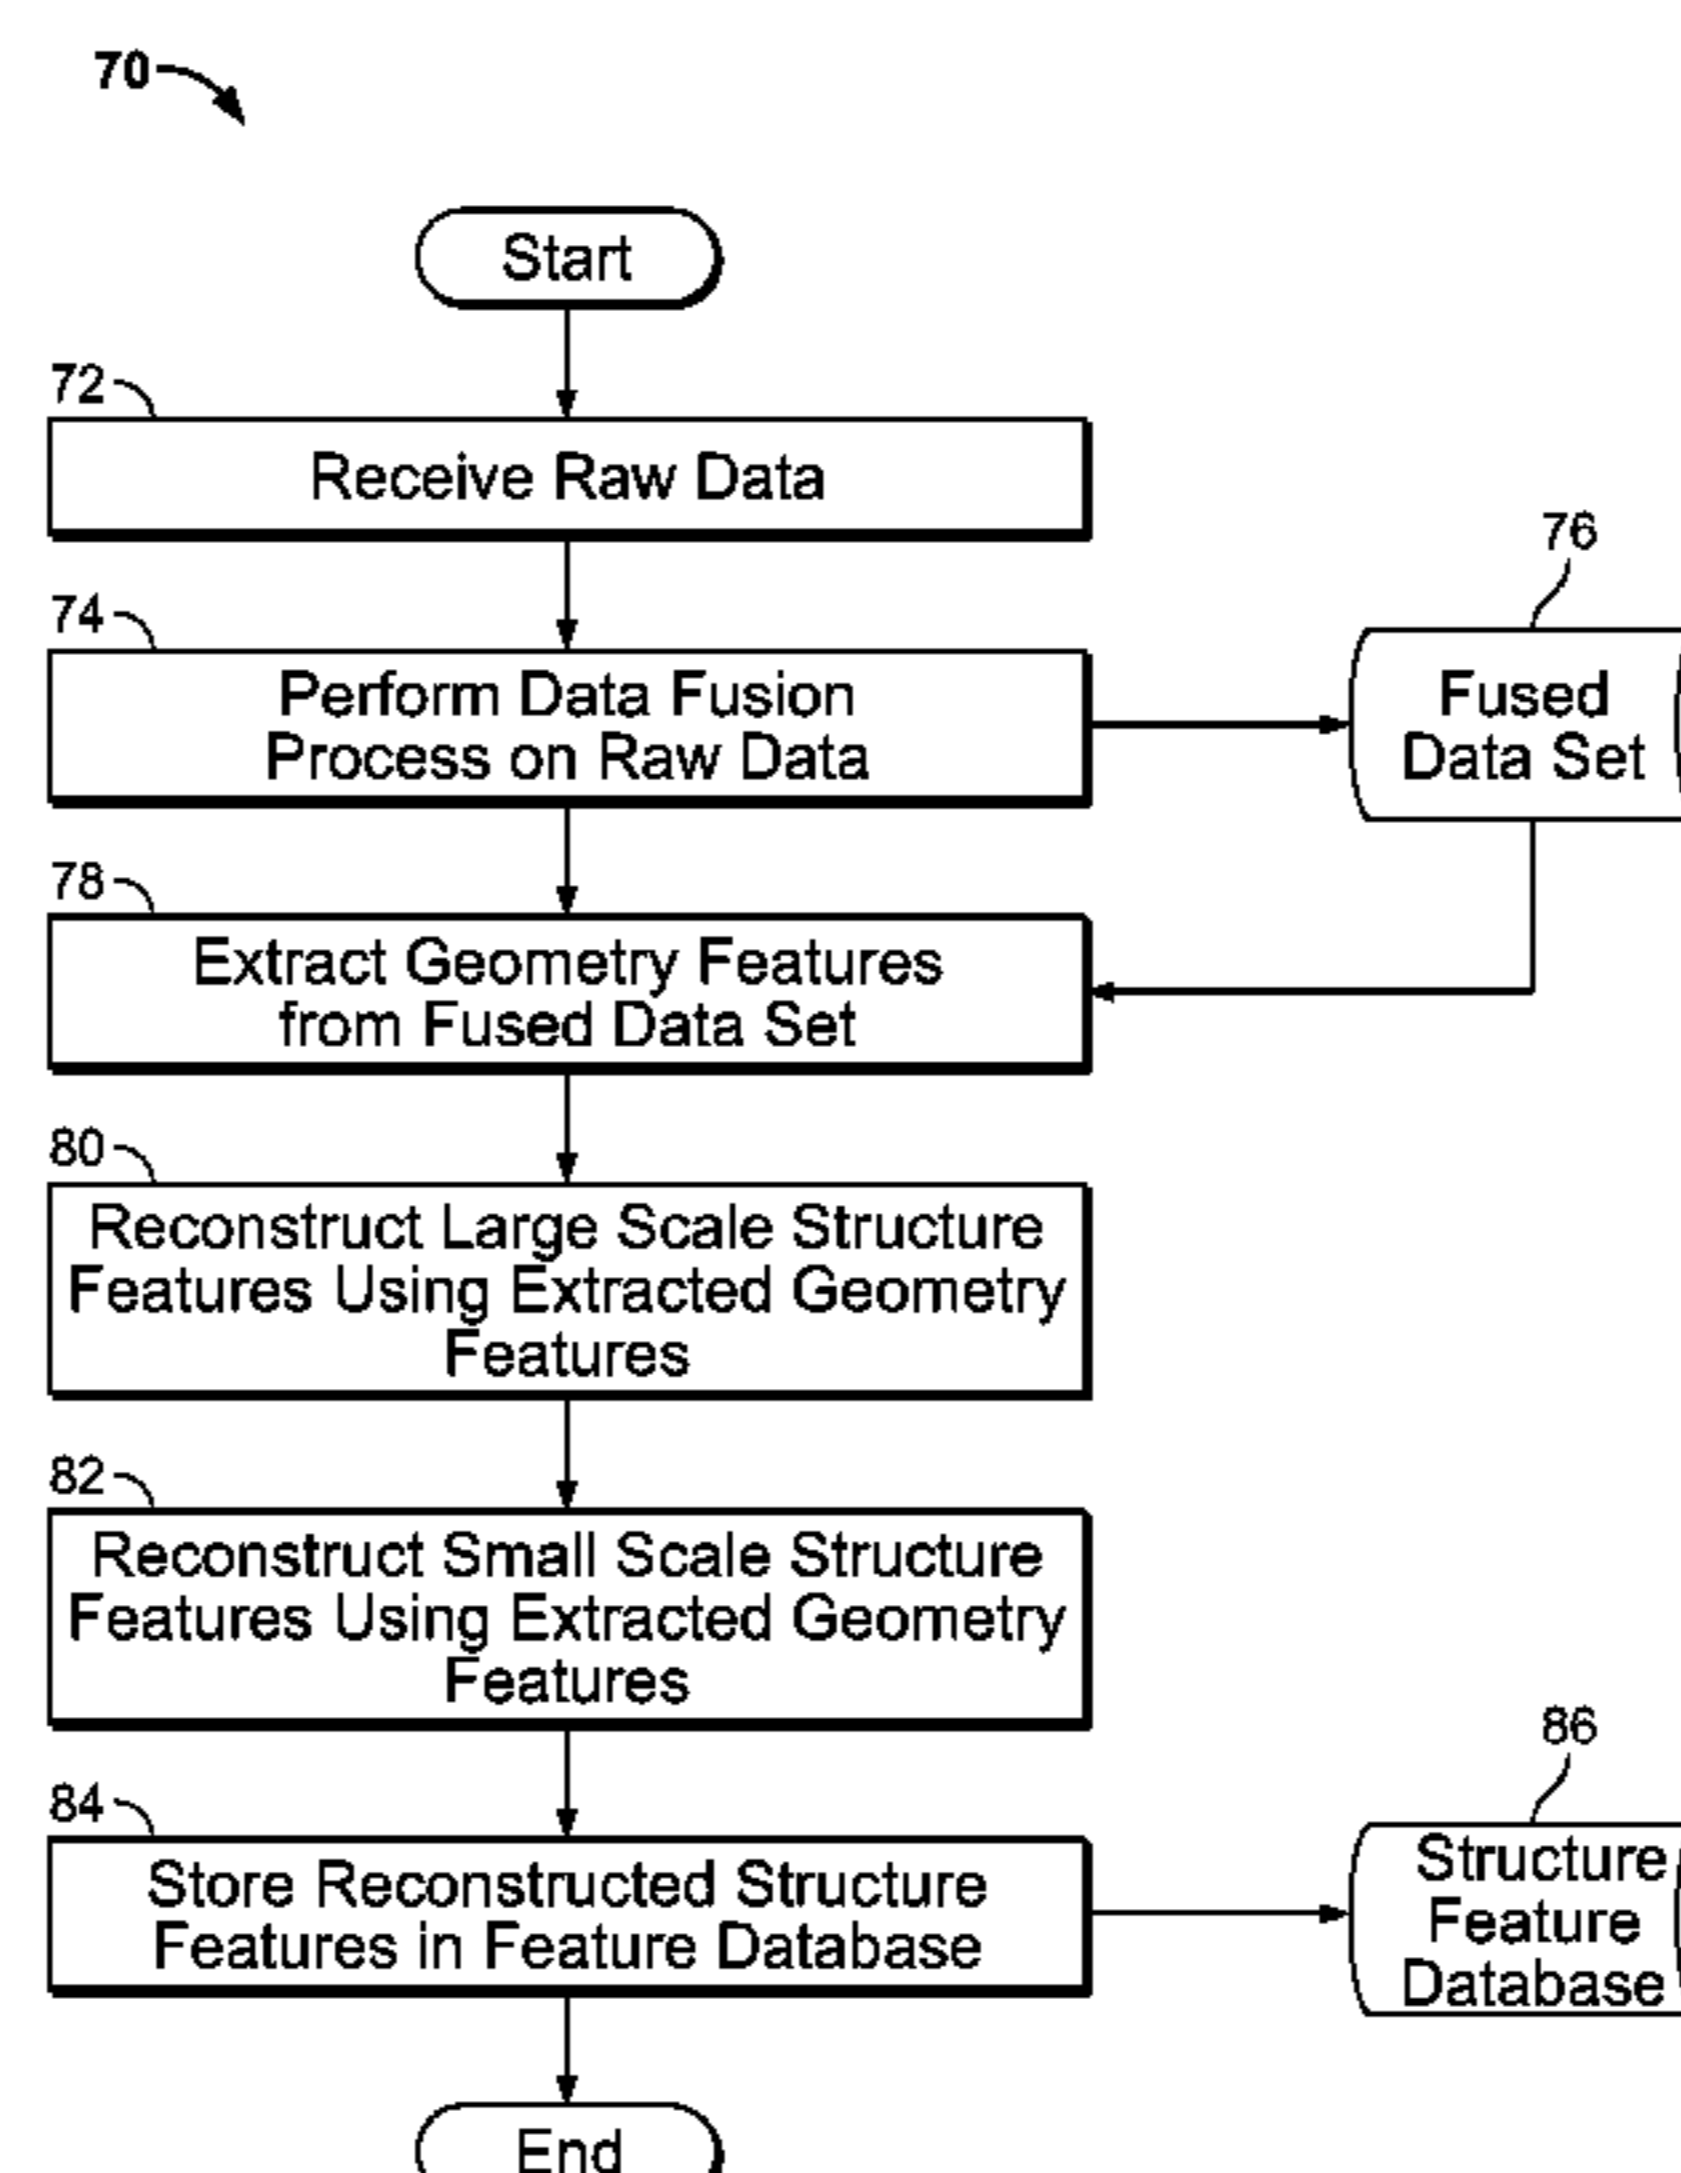 70
Start
72
Receive Raw Data
74
Perform Data Fusion
Process on Raw Data
76
Fused
Data Set
78
Extract Geometry Features
from Fused Data Set
80
Reconstruct Large Scale Structure
Features Using Extracted Geometry
Features
82
Reconstruct Small Scale Structure
Features Using Extracted Geometry
Features
84
Store Reconstructed Structure
Features in Feature Database
86
Structure
Feature
Database
End